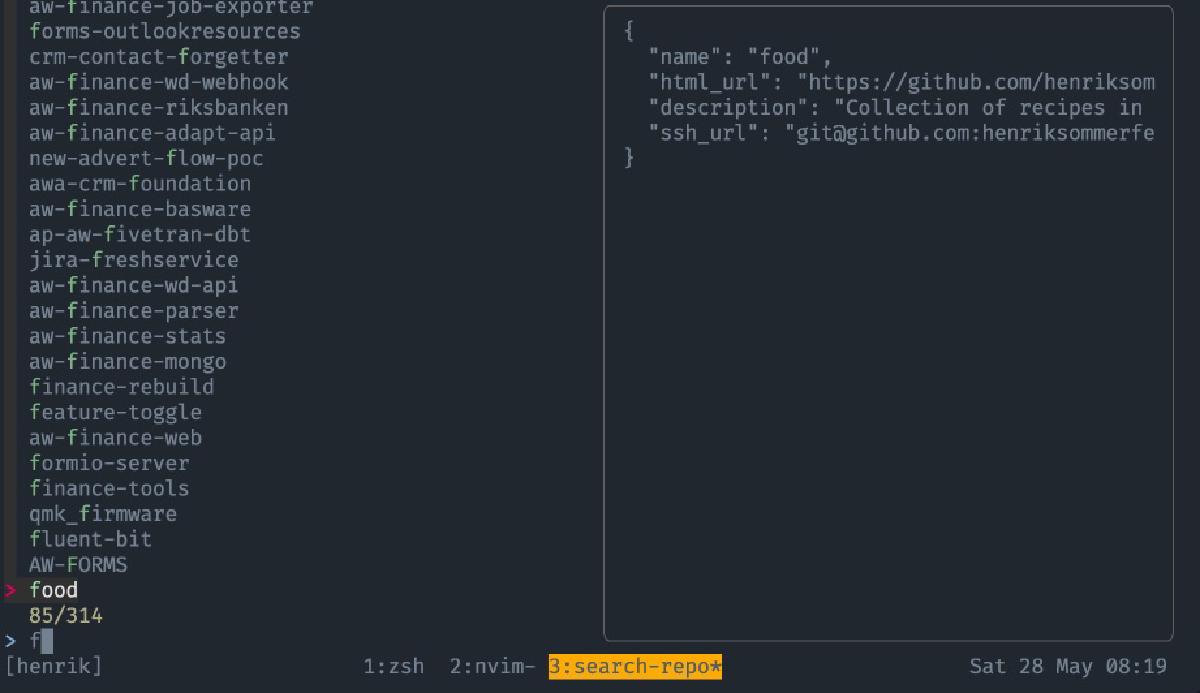 aw-finance-job-exporter
forms-outlookresources
crm-contact-forgetter
aw-finance-wd-webhook
aw-finance-riksbanken
aw-finance-adapt-api
new-advert-flow-poc
awa-crm-foundation
aw-finance-basware
ap-aw-fivetran-dbt
jira-freshservice
aw-finance-wd-api
aw-finance-parser
aw-finance-stats
aw-finance-mongo
finance-rebuild
feature-toggle
aw-finance-web
formio-server
finance-tools
qmk_firmware
fluent-bit
AW-FORMS
> food
85/314
> f
{
"name": "food",
"html_url": "https://github.com/henriksom
"description": "Collection of recipes in
"ssh_url": "git@github.com:henriksommerfe
}
[henrik] 1:zsh 2:nvim- 3:search-repo* Sat 28 May 08:19